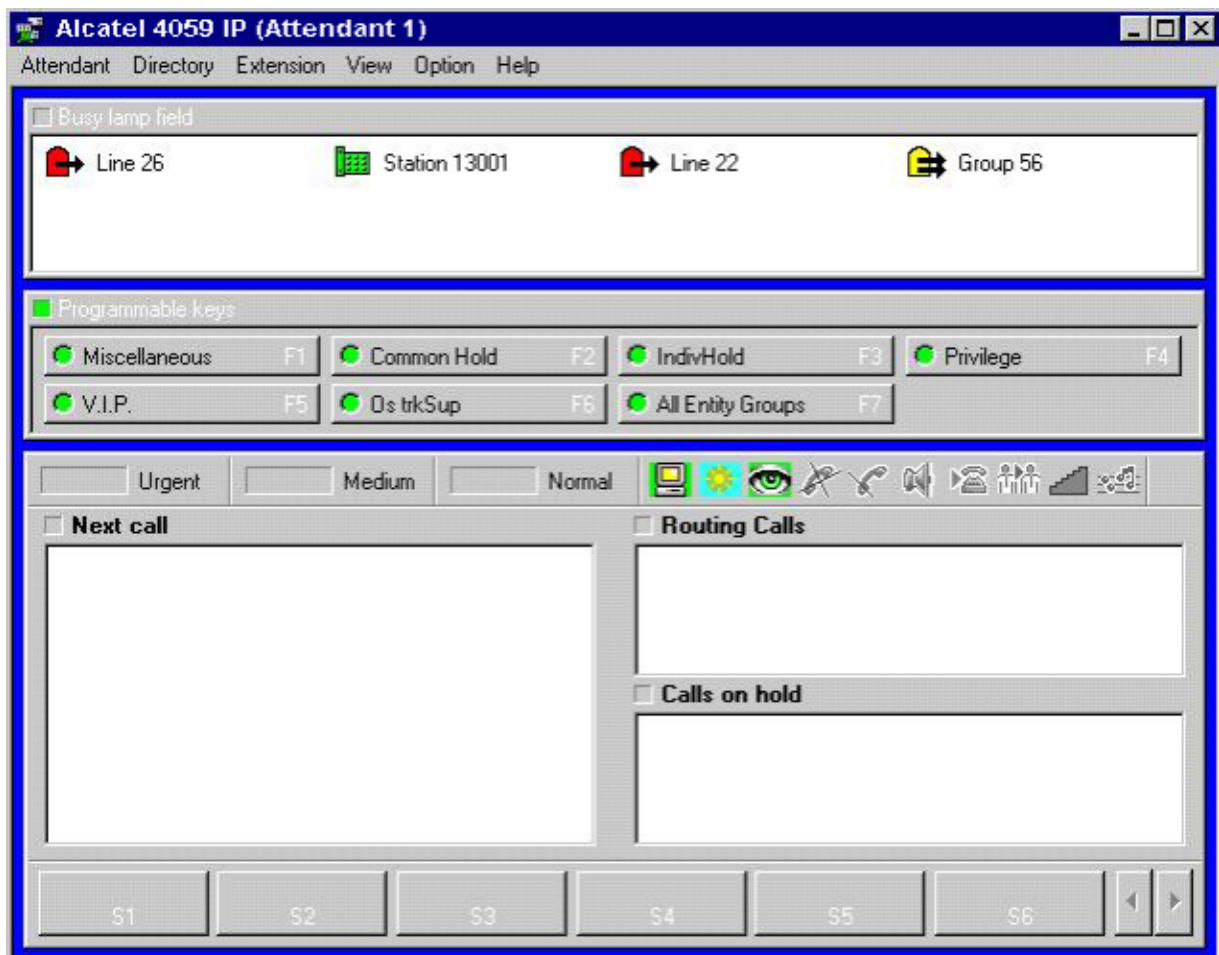 Alcatel 4059 IP (Attendant 1)
Attendant Directory Extension View Option Help
Busy lamp field
Line 26 Station 13001 Line 22 Group 56
Programmable keys
Miscellaneous F1 Common Hold F2 IndivHold F3 Privilege F4
V.I.P. F5 Os trkSup F6 All Entity Groups F7
Urgent Medium Normal
Next call Routing Calls
Calls on hold
S1 S2 S3 S4 S5 S6